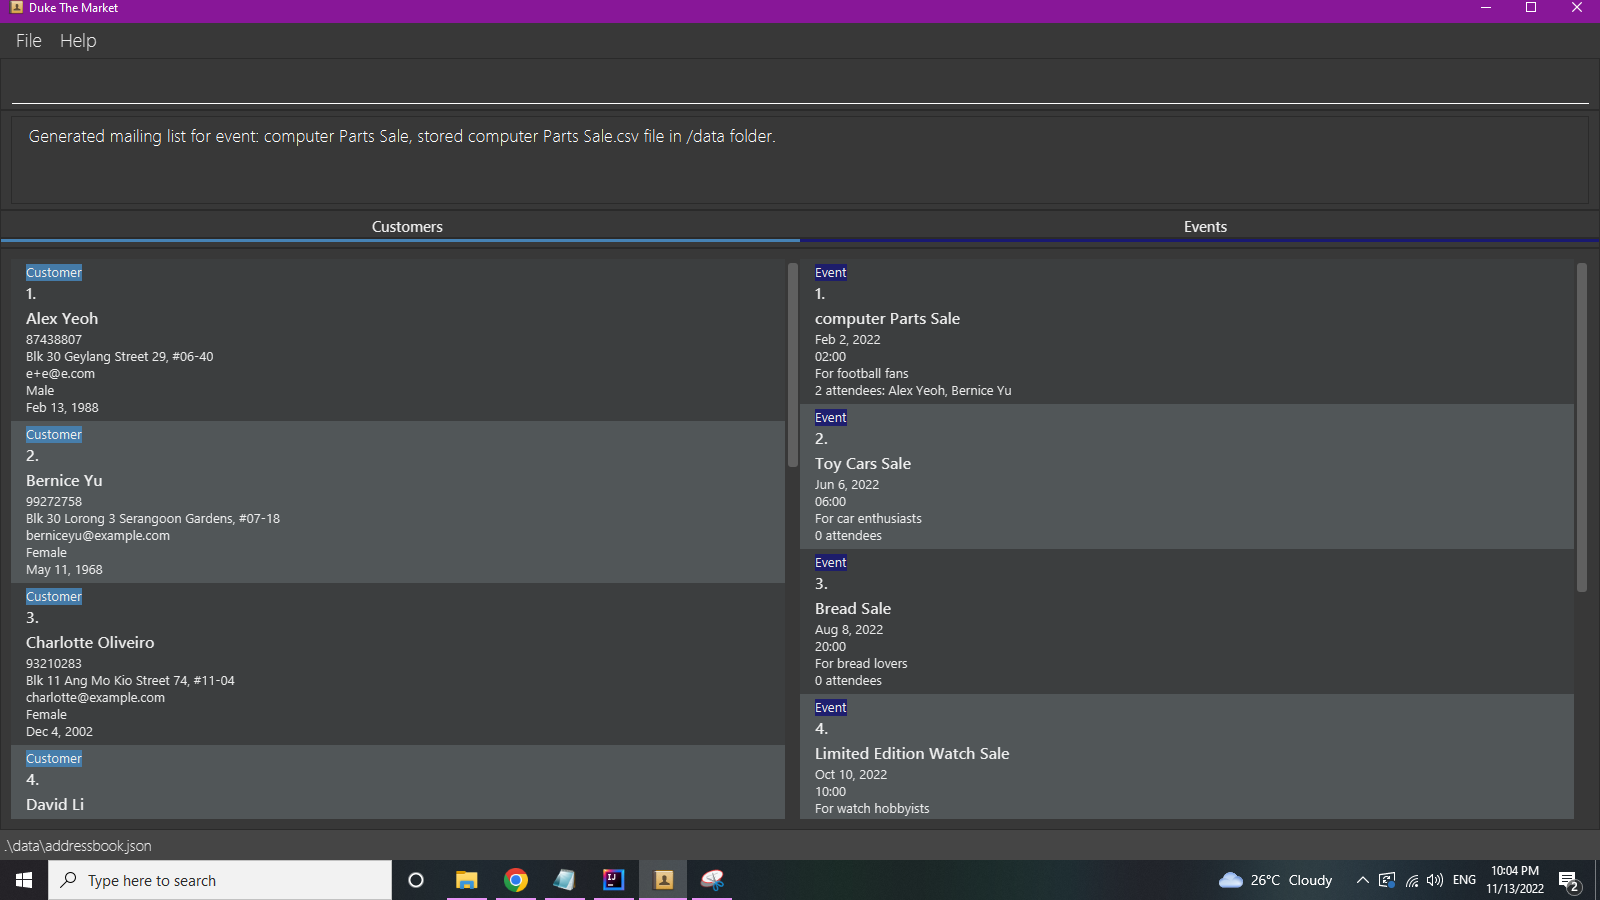 Duke The Market
File Help
Generated mailing list for event: computer Parts Sale, stored computer Parts Sale.csv file in /data folder.
Customers
Events
Customer
1.
Alex Yeoh
87438807
Blk 30 Geylang Street 29, #06-40
e+e@e.com
Male
Feb 13, 1988
Customer
2.
Bernice Yu
99272758
Blk 30 Lorong 3 Serangoon Gardens, #07-18
berniceyu@example.com
Female
May 11, 1968
Customer
3.
Charlotte Oliveiro
93210283
Blk 11 Ang Mo Kio Street 74, #11-04
charlotte@example.com
Female
Dec 4, 2002
Customer
4.
David Li
Event
1.
computer Parts Sale
Feb 2, 2022
02:00
For football fans
2 attendees: Alex Yeoh, Bernice Yu
Event
2.
Toy Cars Sale
Jun 6, 2022
06:00
For car enthusiasts
0 attendees
Event
3.
Bread Sale
Aug 8, 2022
20:00
For bread lovers
0 attendees
Event
4.
Limited Edition Watch Sale
Oct 10, 2022
10:00
For watch hobbyists
.\data\addressbook.json
Type here to search
IJ
26°C Cloudy
ENG
10:04 PM
11/13/2022
2